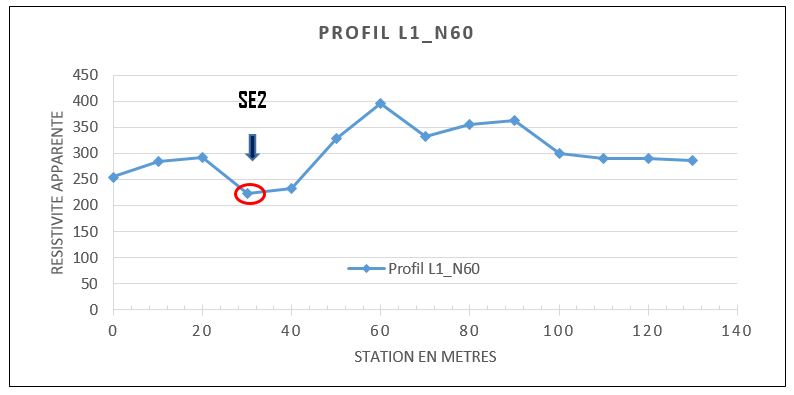 PROFIL L1_N60
450
400
350
300
250
200
150
100
50
0
RESISTIVITE APPARENTE
SE2
Profil L1_N60
0 20 40 60 80 100 120 140
STATION EN METRES